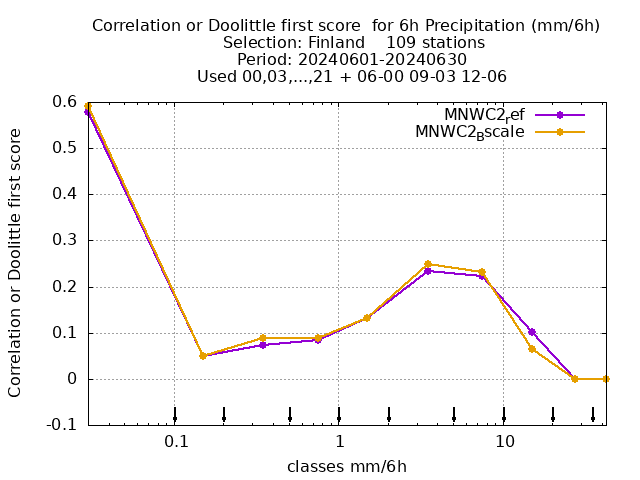 Correlation or Doolittle first score  for 6h Precipitation (mm/6h)
Selection: Finland    109 stations
Period: 20240601-20240630
Used 00,03,...,21 + 06-00 09-03 12-06
MNWC2ref
MNWC2Bscale
Correlation or Doolittle first score
0.6
0.5
0.4
0.3
0.2
0.1
0
-0.1
0.1
1
10
classes mm/6h